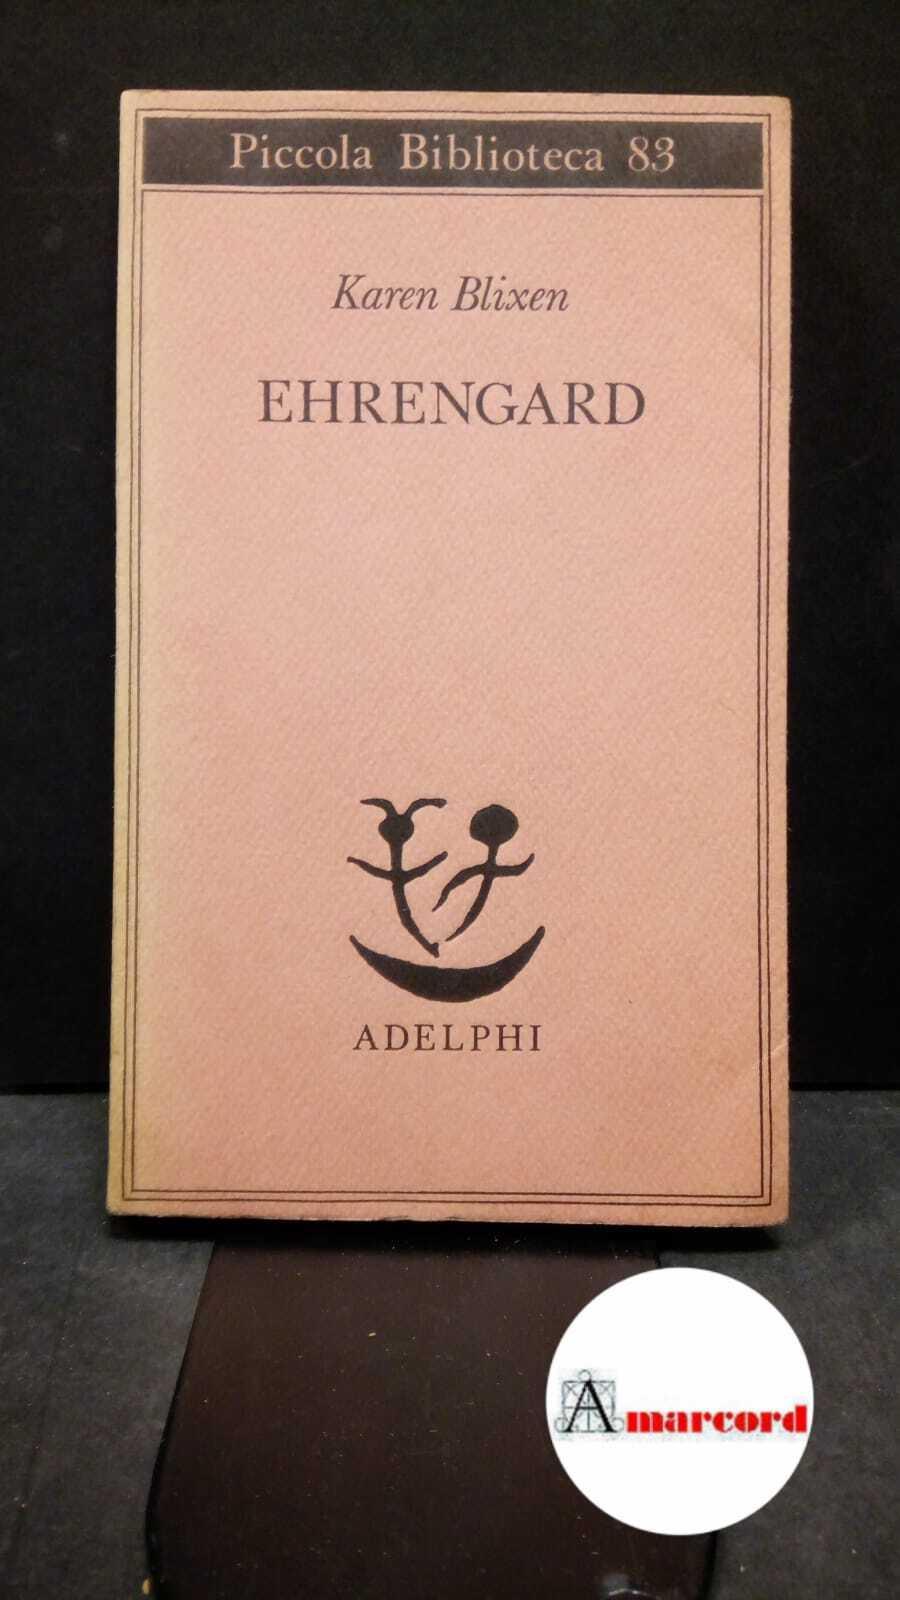 Piccola Biblioteca 83
Karen Blixen
EHRENGARD
ADELPHI
Amarcord